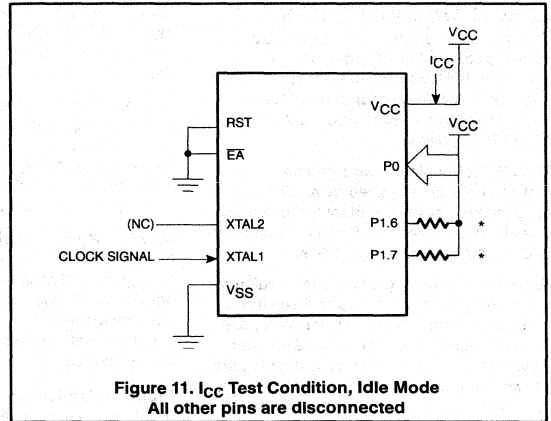 VCC
ICC
VCC
VCC
RST
EA
P0
(NC)
XTAL2
P1.6
*
CLOCK SIGNAL
XTAL1
P1.7
*
VSS
Figure 11. ICC Test Condition, Idle Mode
All other pins are disconnected